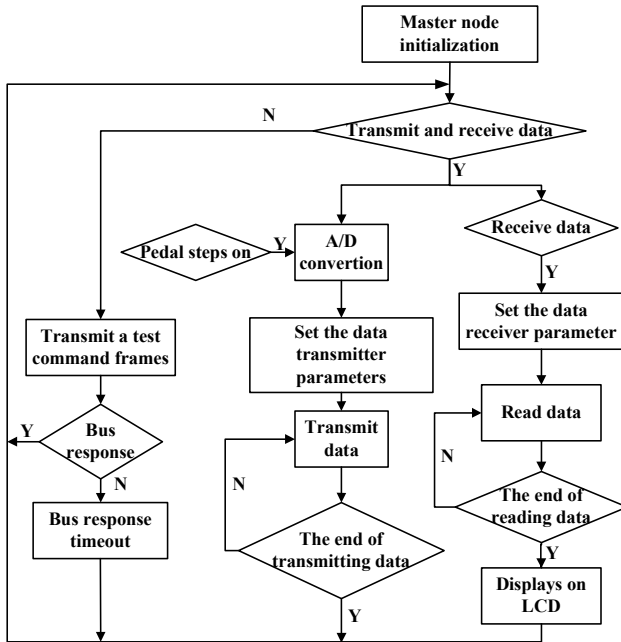 Master node
initialization
N
Transmit and receive data
Y
Pedal steps on
Y
A/D
convertion
Receive data
Y
Transmit a test
command frames
Set the data
transmitter
parameters
Set the data
receiver parameter
Y
Bus
response
N
Transmit
data
N
Read data
N
Bus response
timeout
The end of
transmitting data
Y
The end of
reading data
Y
Displays on
LCD